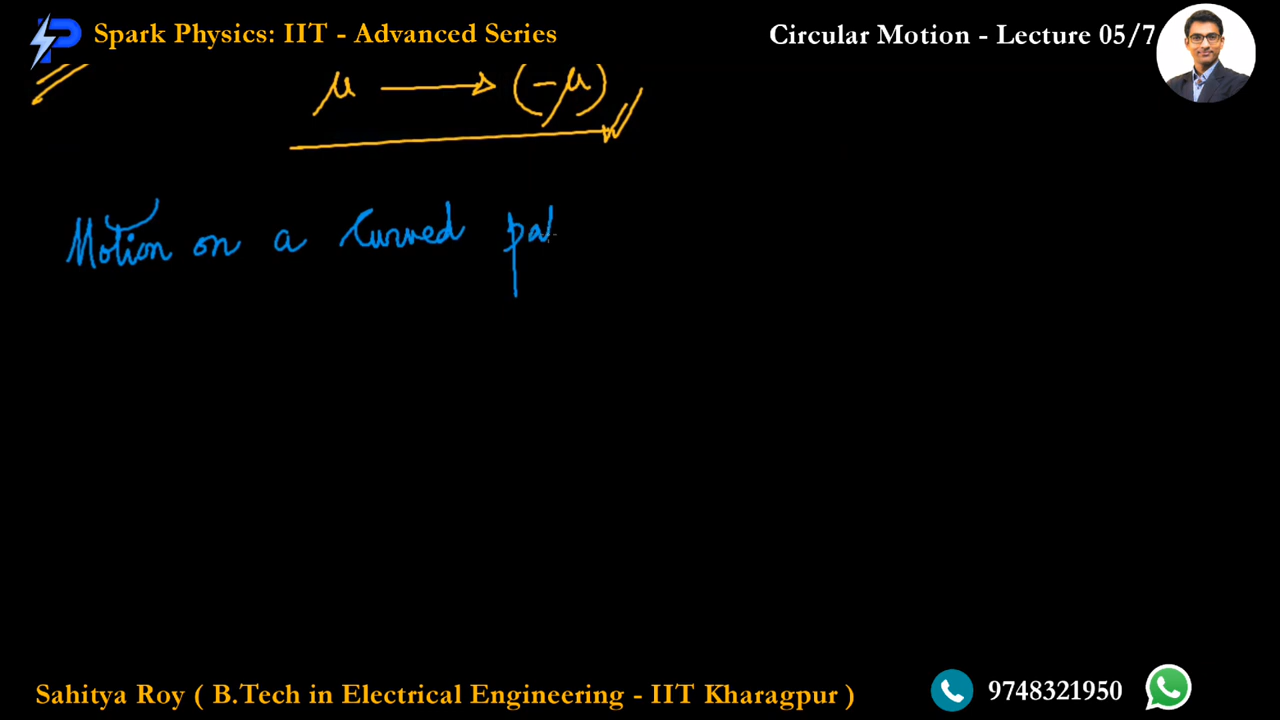 Spark Physics: IIT - Advanced Series
Circular Motion - Lecture 05/7
μ ⟶ (-μ)
Motion on a Curved pat
Sahitya Roy ( B.Tech in Electrical Engineering - IIT Kharagpur )
9748321950